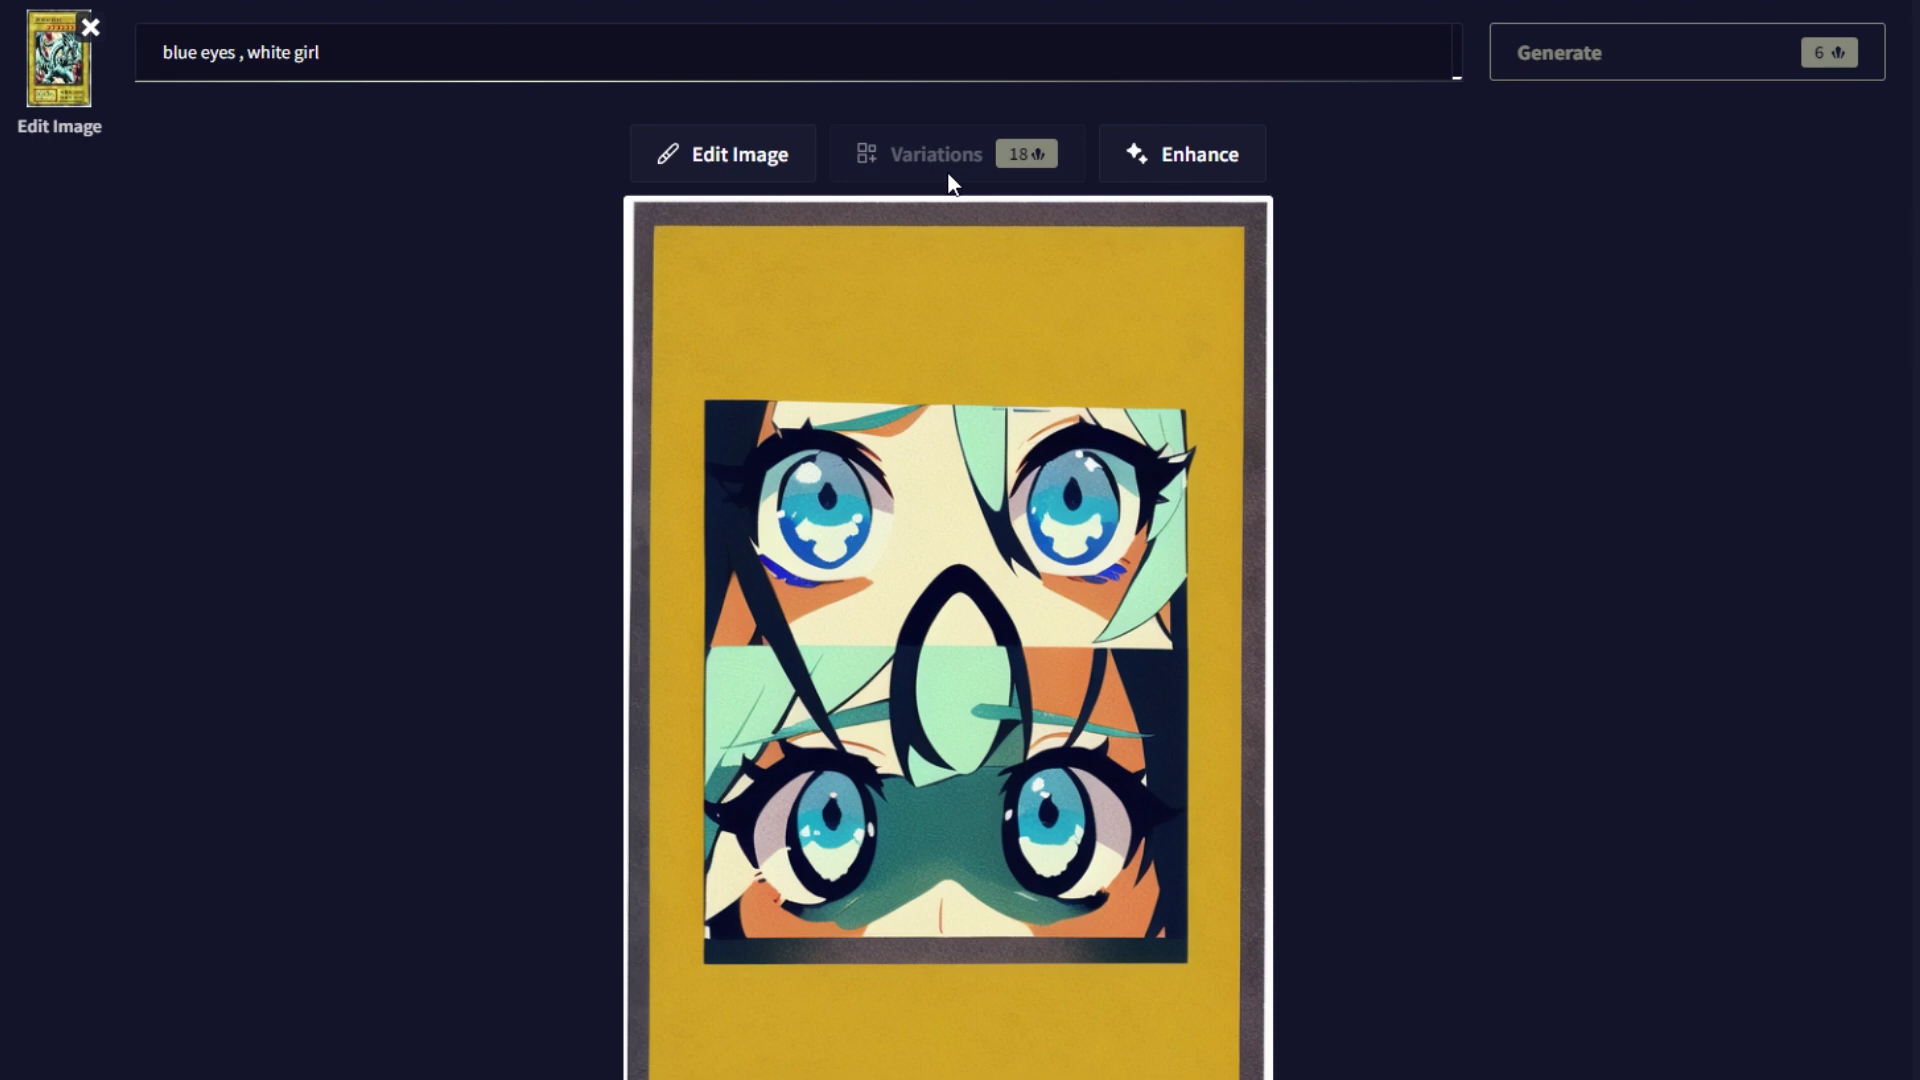 blue eyes , white girl
Generate 6
Edit Image
Edit Image
Variations 18
Enhance